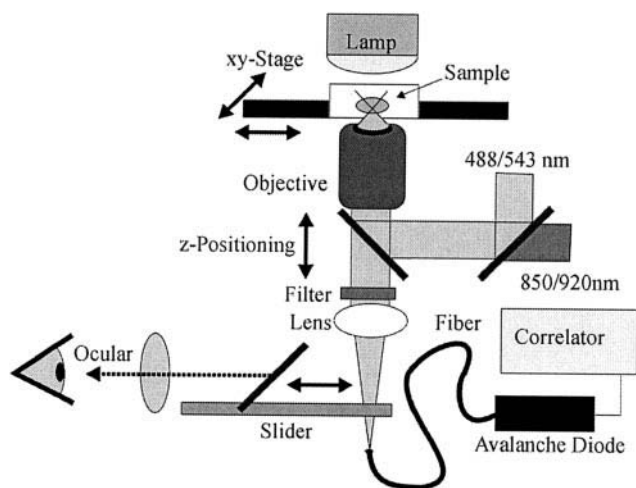 Lamp
xy-Stage
Sample
488/543 nm
Objective
z-Positioning
850/920nm
Filter
Lens
Fiber
Correlator
Ocular
Slider
Avalanche Diode